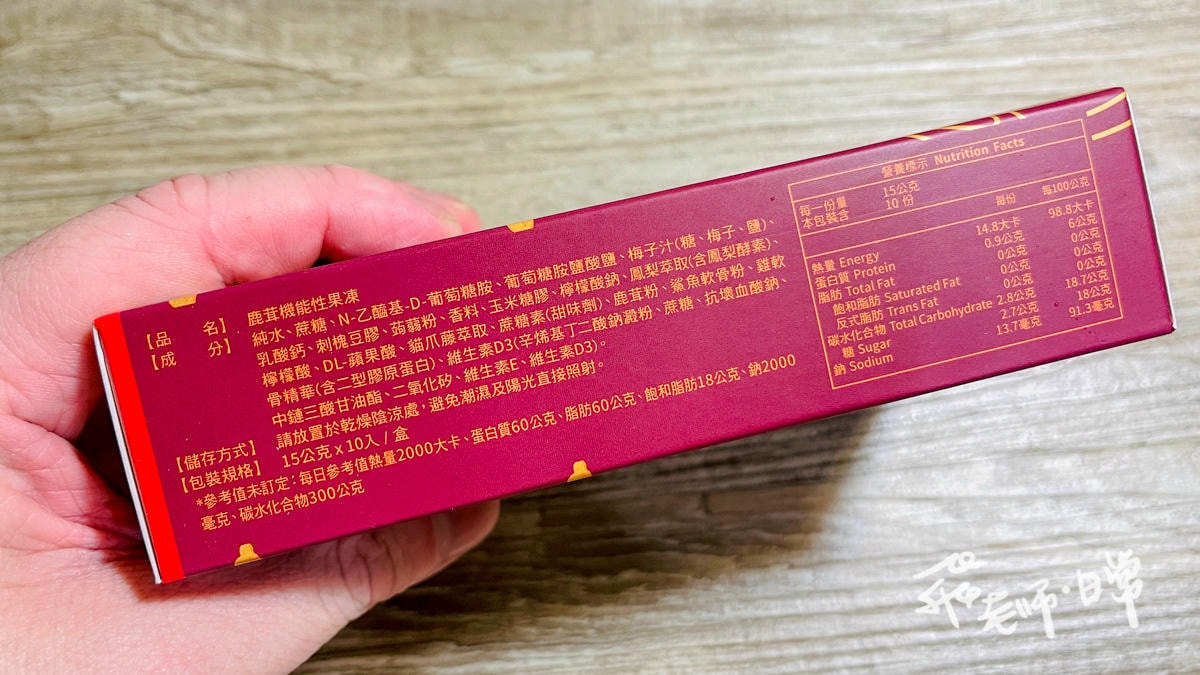 【品名】 鹿茸機能性果凍
【成分】 純水、蔗糖、N-乙醯基-D-葡萄糖胺、葡萄糖胺鹽酸鹽、梅子汁(糖、梅子、鹽)、
乳酸鈣、刺槐豆膠、蒟蒻粉、香料、玉米糖膠、檸檬酸鈉、鳳梨萃取(含鳳梨酵素)、
檸檬酸、DL-蘋果酸、貓爪藤萃取、蔗糖素(甜味劑)、鹿茸粉、鯊魚軟骨粉、雞軟
骨精華(含二型膠原蛋白)、維生素D3(辛烯基丁二酸鈉澱粉、蔗糖、抗壞血酸鈉、
中鏈三酸甘油酯、二氧化矽、維生素E、維生素D3)。
【儲存方式】 請放置於乾燥陰涼處，避免潮濕及陽光直接照射。
【包裝規格】 15公克 x 10入 / 盒
*參考值未訂定：每日參考值熱量2000大卡、蛋白質60公克、脂肪60公克、飽和脂肪18公克、鈉2000
毫克、碳水化合物300公克
營養標示 Nutrition Facts
每一份量 15公克
本包裝含 10 份
每份 每100公克
熱量 Energy 14.8大卡 98.8大卡
蛋白質 Protein 0.9公克 6公克
脂肪 Total Fat 0公克 0公克
飽和脂肪 Saturated Fat 0公克 0公克
反式脂肪 Trans Fat 0公克 0公克
碳水化合物 Total Carbohydrate 2.8公克 18.7公克
糖 Sugar 2.7公克 18公克
鈉 Sodium 13.7毫克 91.3毫克
老師·日常